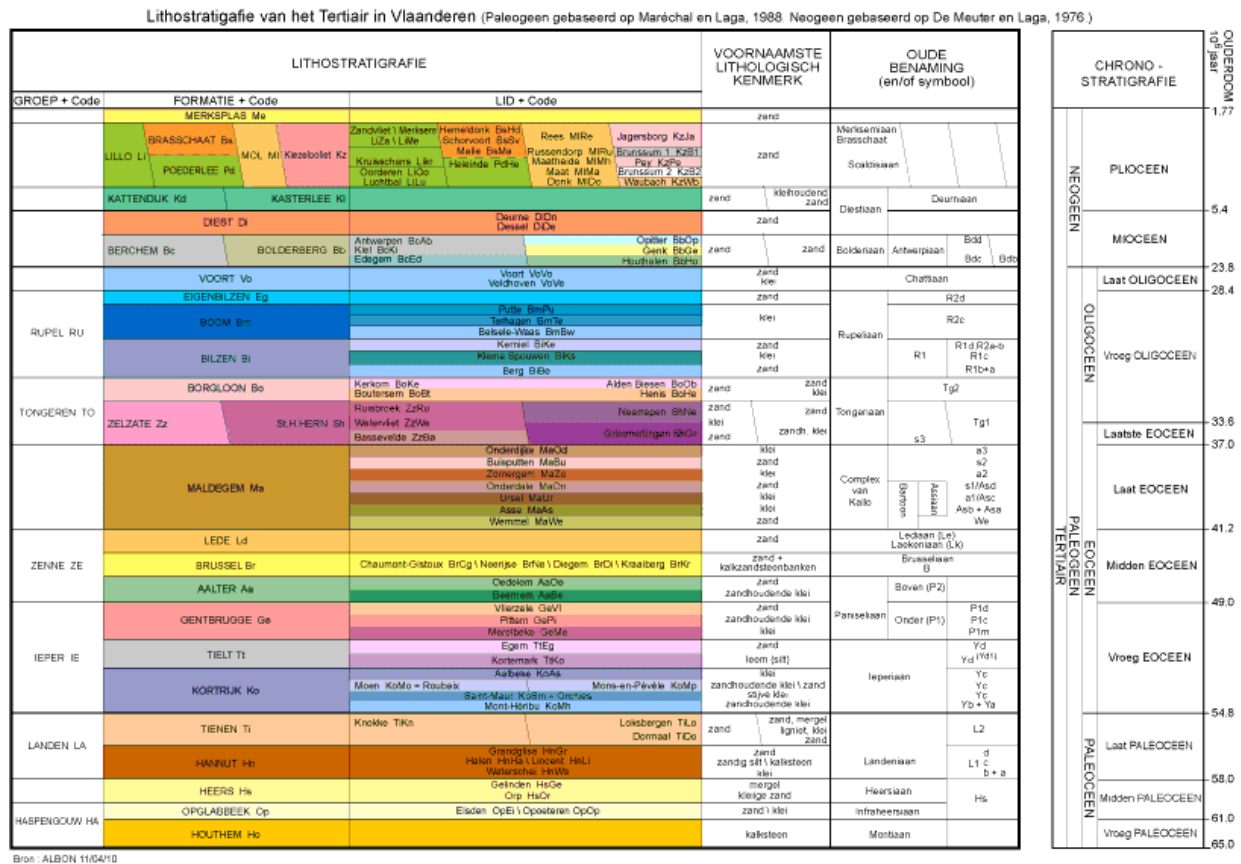 Lithostratigafie van het Tertiair in Vlaanderen (Paleogeen gebaseerd op Maréchal en Laga, 1988. Neogeen gebaseerd op De Meuter en Laga, 1976.)
LITHOSTRATIGRAFIE
VOORNAAMSTE
LITHOLOGISCH
KENMERK
OUDE
BENAMING
(en/of symbool)
CHRONO -
STRATIGRAFIE
OUDERDOM
10⁶ jaar
GROEP + Code
FORMATIE + Code
LID + Code
MERKSPLAS Me
zand
1.77
LILLO Li
BRASSCHAAT Bs
POEDERLEE Pd
MOL Ml
Kiezelooliet Kz
Zandvliet \ Merksem
LiZa \ LiMe
Kruisschans LiKr
Oorderen LiOo
Luchtbal LiLu
Hemeldonk BsHd
Schorvoort BsSv
Malle BsMa
Heieinde PdHe
Rees MlRe
Russendorp MlRu
Maatheide MlMh
Maat MlMa
Donk MlDo
Jagersborg KzJa
Brunssum 1 KzB1
Pey KzPe
Brunssum 2 KzB2
Waubach KzWb
zand
Merksemiaan
Brasschaat
Scaldisiaan
NEOGEEN
PLIOCEEN
KATTENDIJK Kd
KASTERLEE Kl
zand
kleihoudend
zand
Diestiaan
Deurniaan
5.4
DIEST Di
Deurne DiDn
Dessel DiDe
zand
MIOCEEN
BERCHEM Bc
BOLDERBERG Bb
Antwerpen BcAb
Kiel BcKi
Edegem BcEd
Opitter BbOp
Genk BbGe
Houthalen BbHo
zand
zand
Bolderiaan
Antwerpiaan
Bdd
Bdc
Bdb
23.8
VOORT Vo
Voort VoVo
Veldhoven VoVe
zand
klei
Chattiaan
Laat OLIGOCEEN
28.4
RUPEL RU
EIGENBILZEN Eg
zand
R2d
BOOM Bm
Putte BmPu
Terhagen BmTe
Belsele-Waas BmBw
klei
Rupeliaan
R2c
OLIGOCEEN
Vroeg OLIGOCEEN
BILZEN Bi
Kerniel BiKe
Kleine Spouwen BiKs
Berg BiBe
zand
klei
zand
R1
R1d,R2a-b
R1c
R1b+a
TONGEREN TO
BORGLOON Bo
Kerkom BoKe
Boutersem BoBt
Alden Biesen BoOb
Henis BoHe
zand
zand
klei
Tongeriaan
Tg2
ZELZATE Zz
St.H.HERN Sh
Ruisbroek ZzRu
Watervliet ZzWa
Bassevelde ZzBa
Neerrepen ShNe
Grimmertingen ShGr
zand
klei
zand
zand
zandh. klei
s3
Tg1
33.6
Laatste EOCEEN
37.0
MALDEGEM Ma
Onderdijke MaOd
Buisputten MaBu
Zomergem MaZo
Onderdale MaOn
Ursel MaUr
Asse MaAs
Wemmel MaWe
klei
zand
klei
zand
klei
klei
zand
Complex
van
Kallo
Bartoon
Assiaan
a3
s2
a2
s1/Asd
a1/Asc
Asb + Asa
We
Laat EOCEEN
41.2
ZENNE ZE
LEDE Ld
zand
Lediaan (Le)
Laekeniaan (Lk)
TERTIAIR
PALEOGEEN
EOCEEN
BRUSSEL Br
Chaumont-Gistoux BrCg \ Neerijse BrNe \ Diegem BrDi \ Kraaiberg BrKr
zand +
kalkzandsteenbanken
Brusseliaan
B
Midden EOCEEN
AALTER Aa
Oedelem AaOe
Beernem AaBe
zand
zandhoudende klei
Paniseliaan
Boven (P2)
49.0
IEPER IE
GENTBRUGGE Ge
Vlierzele GeVl
Pittem GePi
Merelbeke GeMe
zand
zandhoudende klei
klei
Onder (P1)
P1d
P1c
P1m
TIELT Tt
Egem TtEg
Kortemark TtKo
zand
leem (silt)
Ieperiaan
Yd
Yd (Yd1)
Vroeg EOCEEN
KORTRIJK Ko
Aalbeke KoAa
Moen KoMo = Roubaix
Mons-en-Pévèle KoMp
Saint-Maur KoSm = Orchies
Mont-Héribu KoMh
klei
zandhoudende klei \ zand
stijve klei
zandhoudende klei
Yc
Yc
Yc
Yb + Ya
54.8
LANDEN LA
TIENEN Ti
Knokke TiKn
Loksbergen TiLo
Dormaal TiDo
zand
zand, mergel
ligniet, klei
zand
Landeniaan
L2
PALEOCEEN
Laat PALEOCEEN
HANNUT Hn
Grandglise HnGr
Halen HnHa \ Lincent HnLi
Waterschei HnWa
zand
zandig silt \ kalksteen
klei
L1
d
c
b + a
58.0
HEERS Hs
Gelinden HsGe
Orp HsOr
mergel
kleiige zand
Heersiaan
Hs
Midden PALEOCEEN
HASPENGOUW HA
OPGLABBEEK Op
Eisden OpEi \ Opoeteren OpOp
zand \ klei
Infraheersiaan
61.0
HOUTHEM Ho
kalksteen
Montiaan
Vroeg PALEOCEEN
65.0
Bron : ALBON 11/04/10